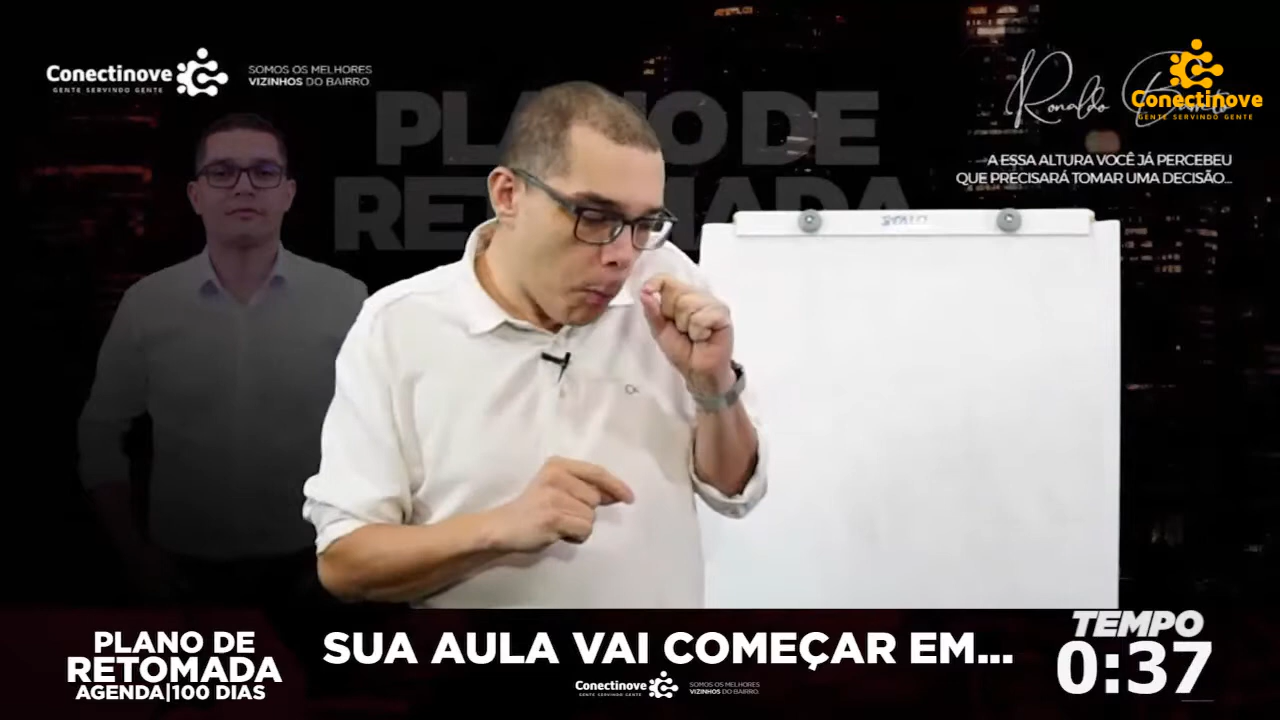 Conectinove
GENTE SERVINDO GENTE
SOMOS OS MELHORES
VIZINHOS DO BAIRRO.
Ronaldo
Conectinove
GENTE SERVINDO GENTE
PLANO DE
RETOMADA
A ESSA ALTURA VOCÊ JÁ PERCEBEU
QUE PRECISARÁ TOMAR UMA DECISÃO...
PLANO DE
RETOMADA
AGENDA|100 DIAS
SUA AULA VAI COMEÇAR EM...
Conectinove
GENTE SERVINDO GENTE
SOMOS OS MELHORES
VIZINHOS DO BAIRRO.
TEMPO
0:37